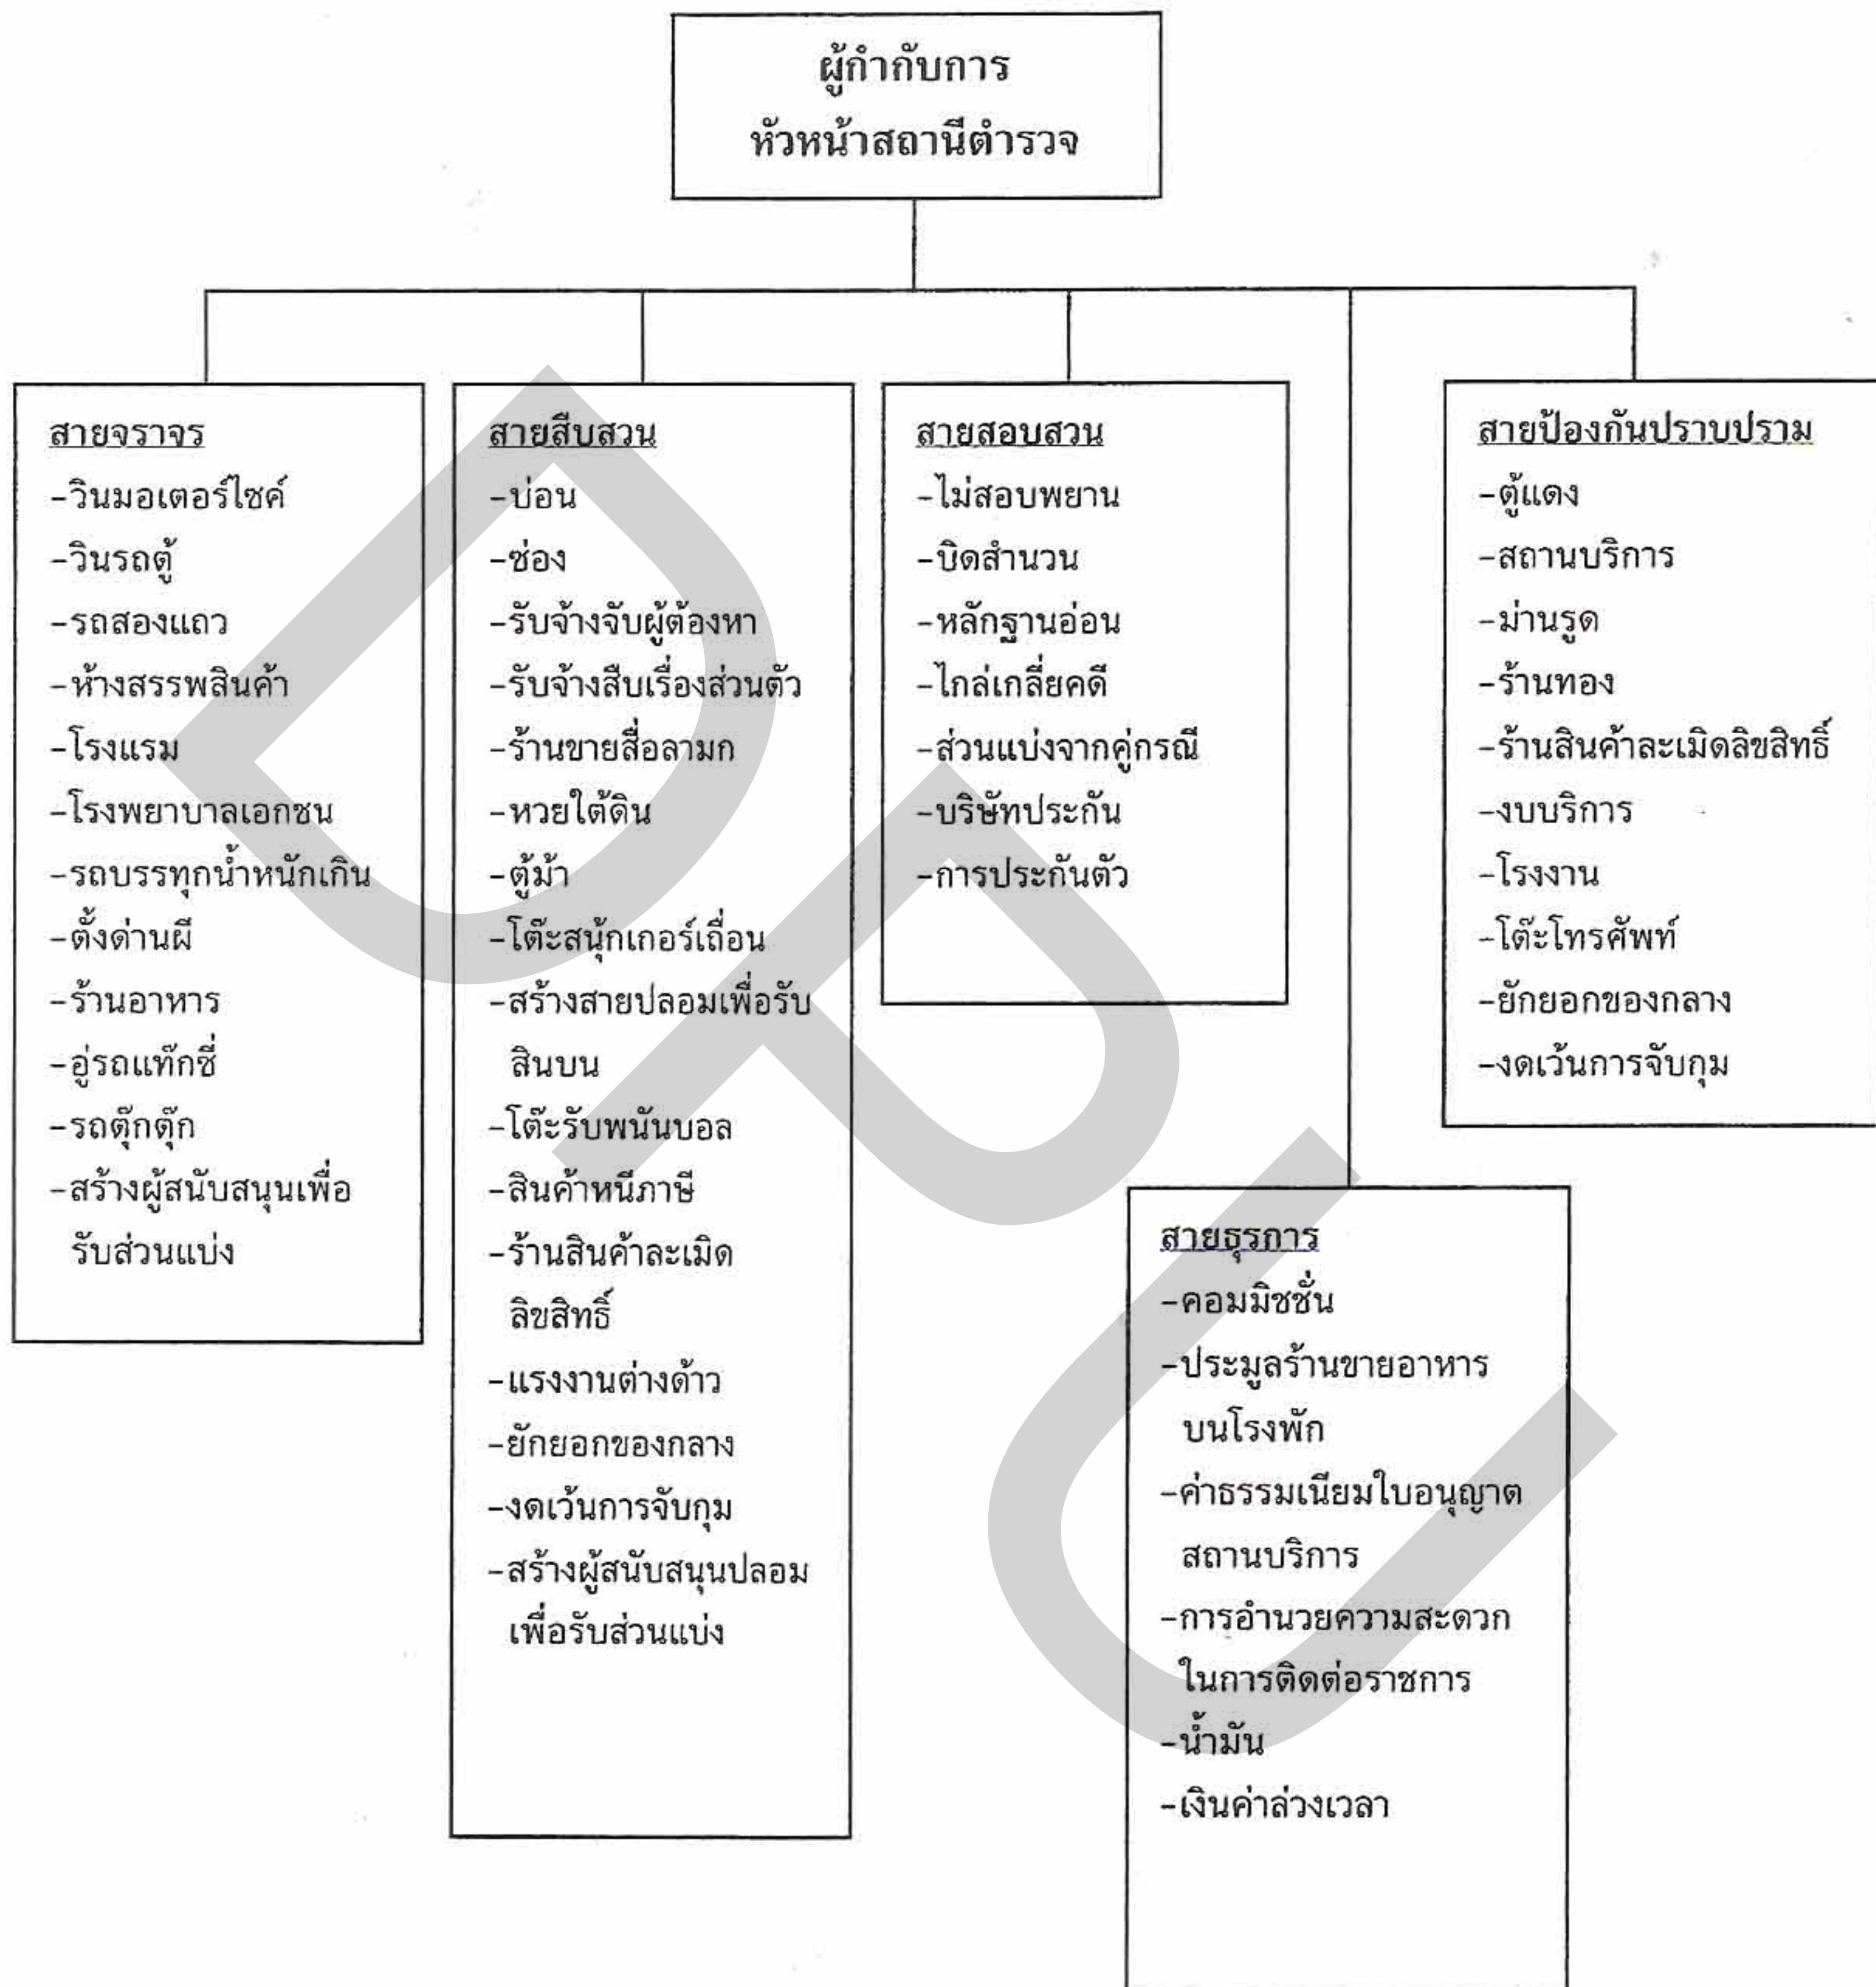 ผู้กำกับการ
หัวหน้าสถานีตำรวจ
สายจราจร
-วินมอเตอร์ไซค์
-วินรถตู้
-รถสองแถว
-ห้างสรรพสินค้า
-โรงแรม
-โรงพยาบาลเอกชน
-รถบรรทุกน้ำหนักเกิน
-ตั้งด่านผี
-ร้านอาหาร
-อู่รถแท๊กซี่
-รถตุ๊กตุ๊ก
-สร้างผู้สนับสนุนเพื่อ
รับส่วนแบ่ง
สายสืบสวน
-บ่อน
-ซ่อง
-รับจ้างจับผู้ต้องหา
-รับจ้างสืบเรื่องส่วนตัว
-ร้านขายสื่อลามก
-หวยใต้ดิน
-ตู้ม้า
-โต๊ะสนุ้กเกอร์เถื่อน
-สร้างสายปลอมเพื่อรับ
สินบน
-โต๊ะรับพนันบอล
-สินค้าหนีภาษี
-ร้านสินค้าละเมิด
ลิขสิทธิ์
-แรงงานต่างด้าว
-ยักยอกของกลาง
-งดเว้นการจับกุม
-สร้างผู้สนับสนุนปลอม
เพื่อรับส่วนแบ่ง
สายสอบสวน
-ไม่สอบพยาน
-บิดสำนวน
-หลักฐานอ่อน
-ไกล่เกลี่ยคดี
-ส่วนแบ่งจากคู่กรณี
-บริษัทประกัน
-การประกันตัว
สายป้องกันปราบปราม
-ตู้แดง
-สถานบริการ
-ม่านรูด
-ร้านทอง
-ร้านสินค้าละเมิดลิขสิทธิ์
-งบบริการ
-โรงงาน
-โต๊ะโทรศัพท์
-ยักยอกของกลาง
-งดเว้นการจับกุม
สายธุรการ
-คอมมิชชั่น
-ประมูลร้านขายอาหาร
บนโรงพัก
-ค่าธรรมเนียมใบอนุญาต
สถานบริการ
-การอำนวยความสะดวก
ในการติดต่อราชการ
-น้ำมัน
-เงินค่าล่วงเวลา
DPU